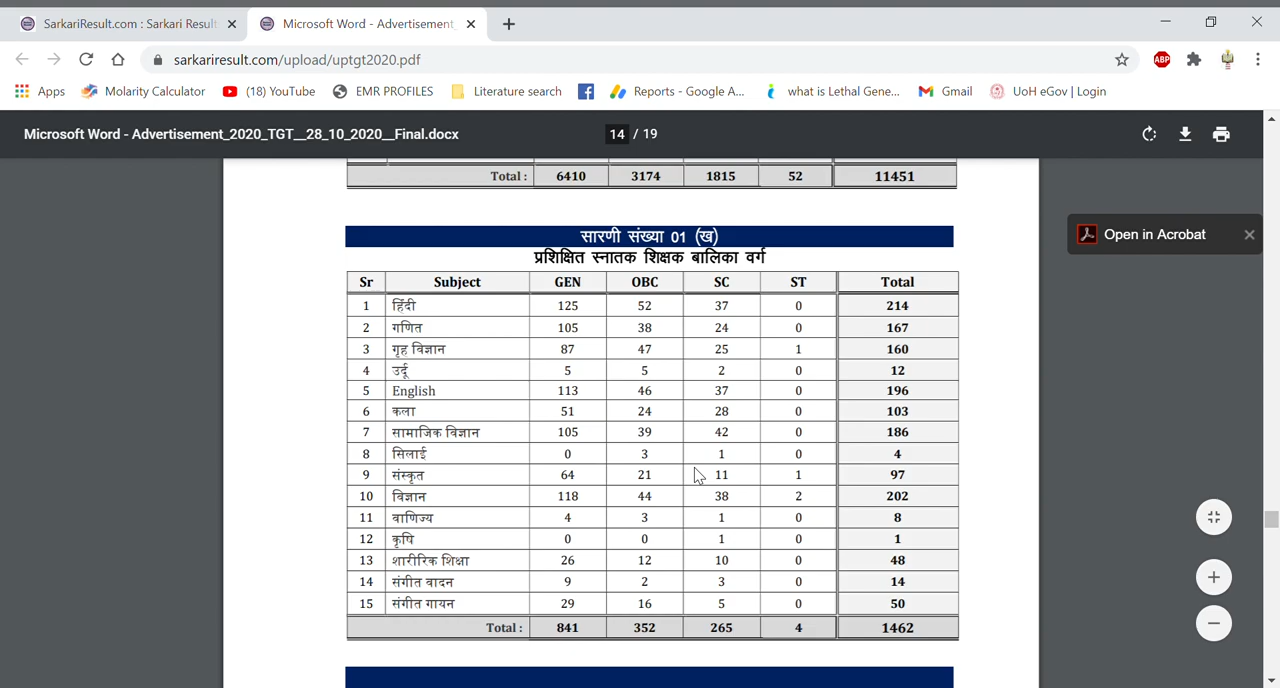 SarkariResult.com : Sarkari Result
Microsoft Word - Advertisement_
sarkariresult.com/upload/uptgt2020.pdf
ABP
Apps Molarity Calculator (18) YouTube EMR PROFILES Literature search Reports - Google A... what is Lethal Gene... Gmail UoH eGov | Login
Microsoft Word - Advertisement_2020_TGT__28_10_2020__Final.docx 14 / 19
Total : 6410 3174 1815 52 11451
Open in Acrobat
सारणी संख्या 01 (ख)
प्रशिक्षित स्नातक शिक्षक बालिका वर्ग
Sr Subject GEN OBC SC ST Total
1 हिंदी 125 52 37 0 214
2 गणित 105 38 24 0 167
3 गृह विज्ञान 87 47 25 1 160
4 उर्दू 5 5 2 0 12
5 English 113 46 37 0 196
6 कला 51 24 28 0 103
7 सामाजिक विज्ञान 105 39 42 0 186
8 सिलाई 0 3 1 0 4
9 संस्कृत 64 21 11 1 97
10 विज्ञान 118 44 38 2 202
11 वाणिज्य 4 3 1 0 8
12 कृषि 0 0 1 0 1
13 शारीरिक शिक्षा 26 12 10 0 48
14 संगीत वादन 9 2 3 0 14
15 संगीत गायन 29 16 5 0 50
Total : 841 352 265 4 1462